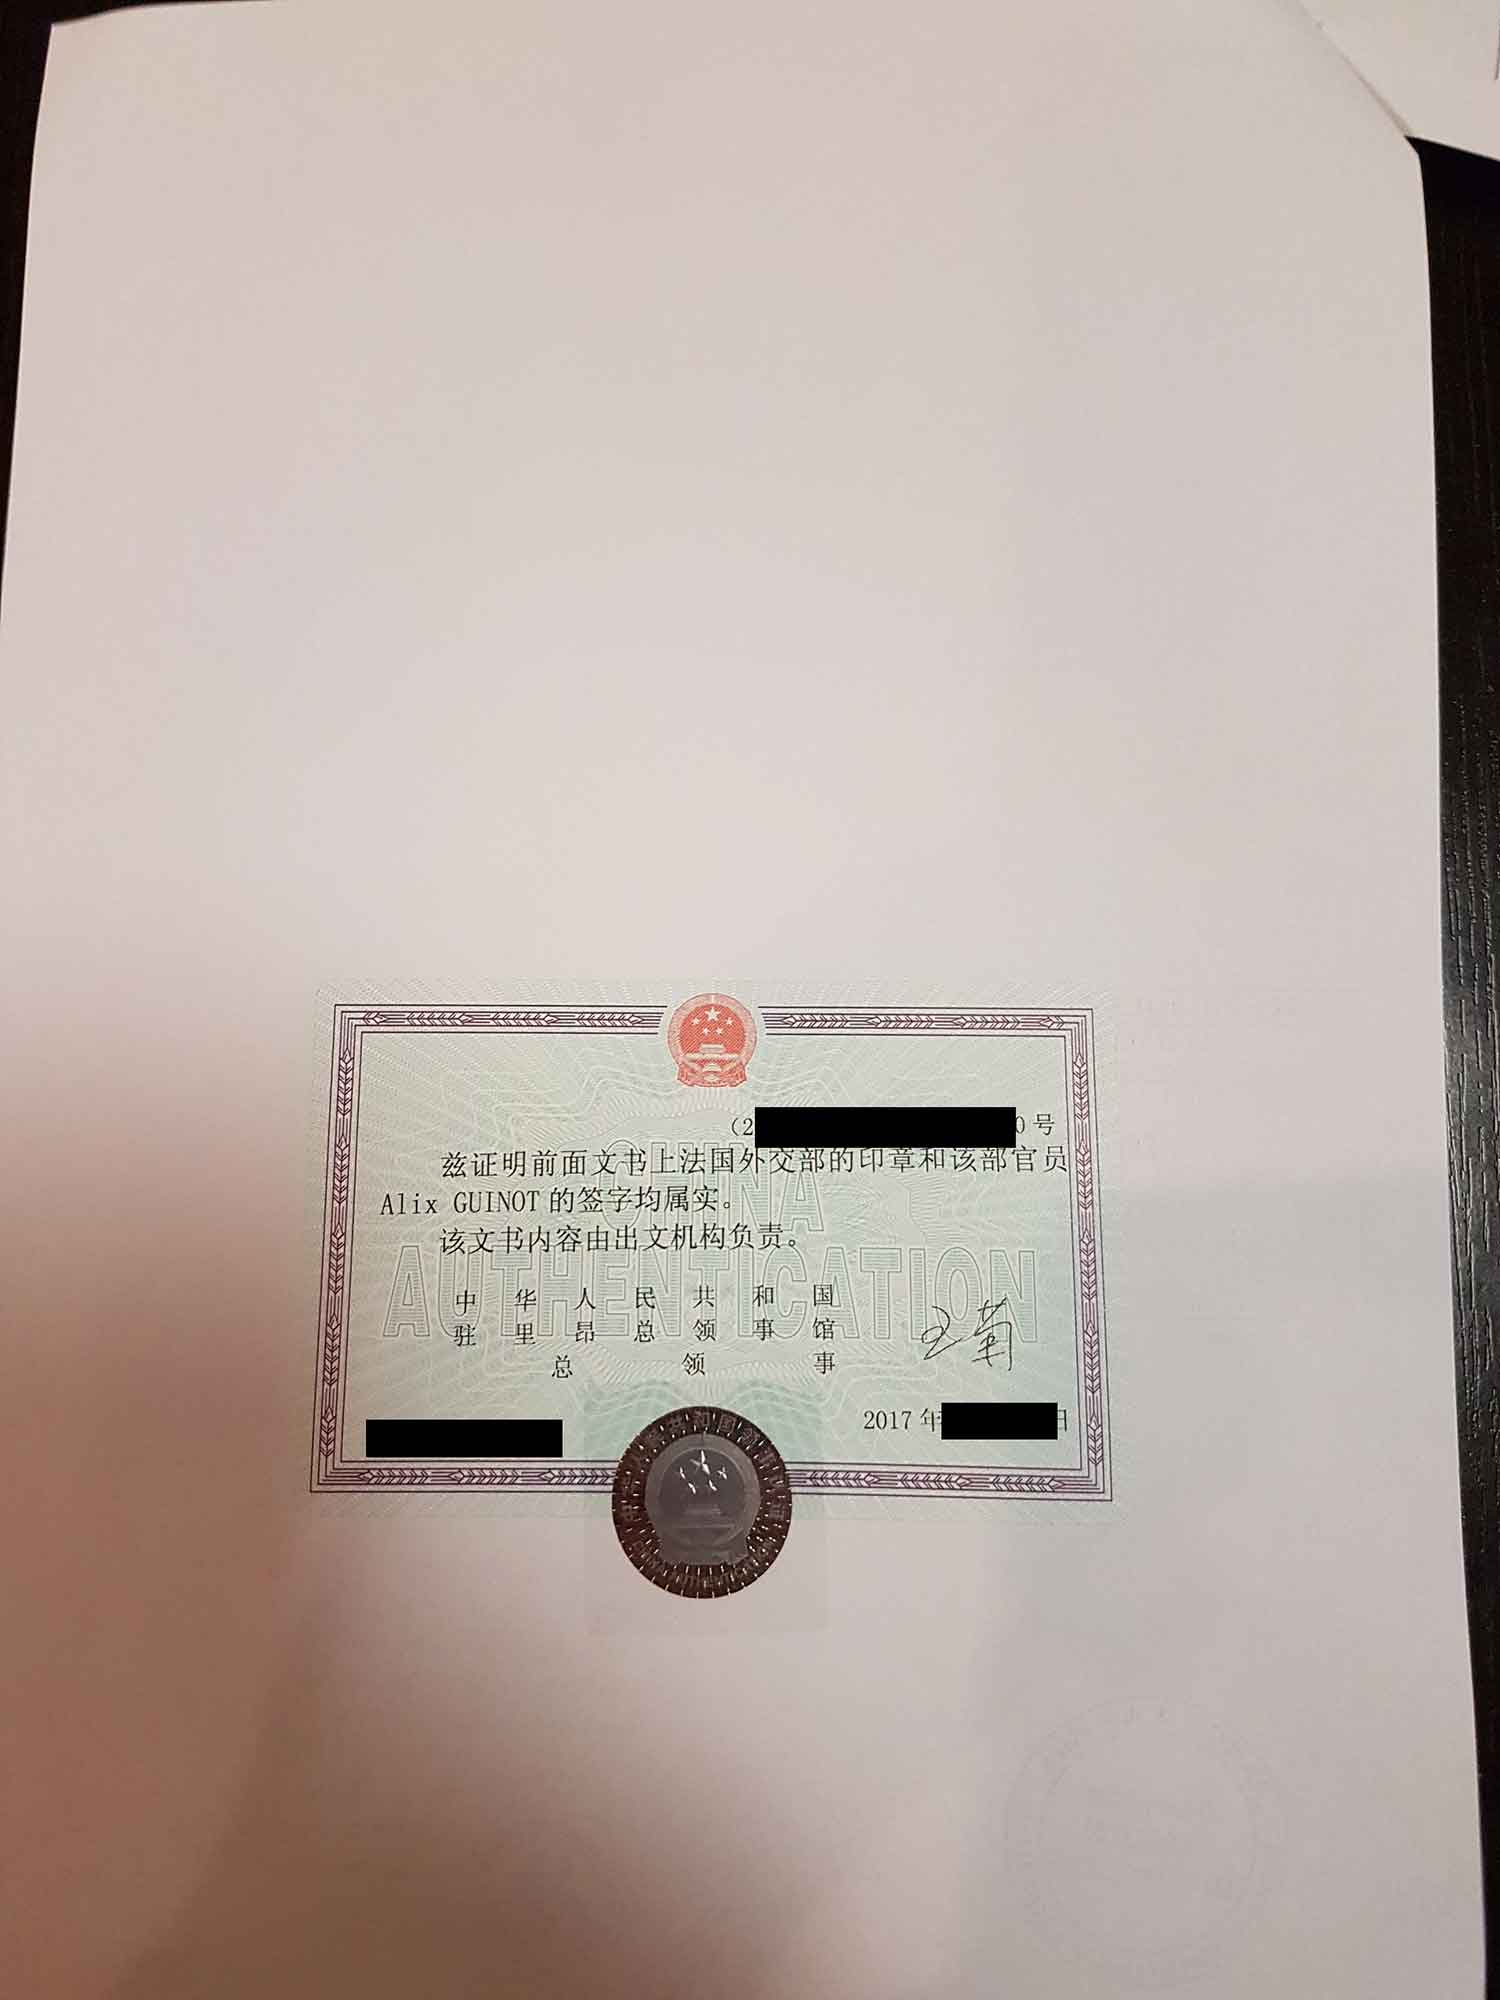 (2 0 号
兹证明前面文书上法国外交部的印章和该部官员
Alix GUINOT 的签字均属实。
该文书内容由出文机构负责。
CHINA
AUTHENTICATION
中华人民共和国
驻里昂总领事馆
总领事
2017 年 日